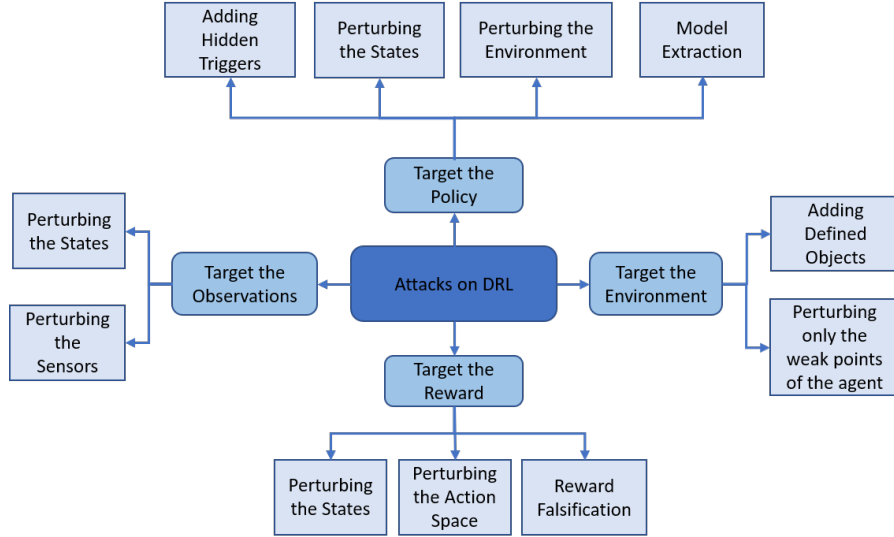 Adding
Hidden
Triggers
Perturbing
the States
Perturbing the
Environment
Model
Extraction
Target the
Policy
Perturbing
the States
Target the
Observations
Attacks on DRL
Target the
Environment
Adding
Defined
Objects
Perturbing
the
Sensors
Perturbing
only the
weak points
of the agent
Target the
Reward
Perturbing
the States
Perturbing
the Action
Space
Reward
Falsification